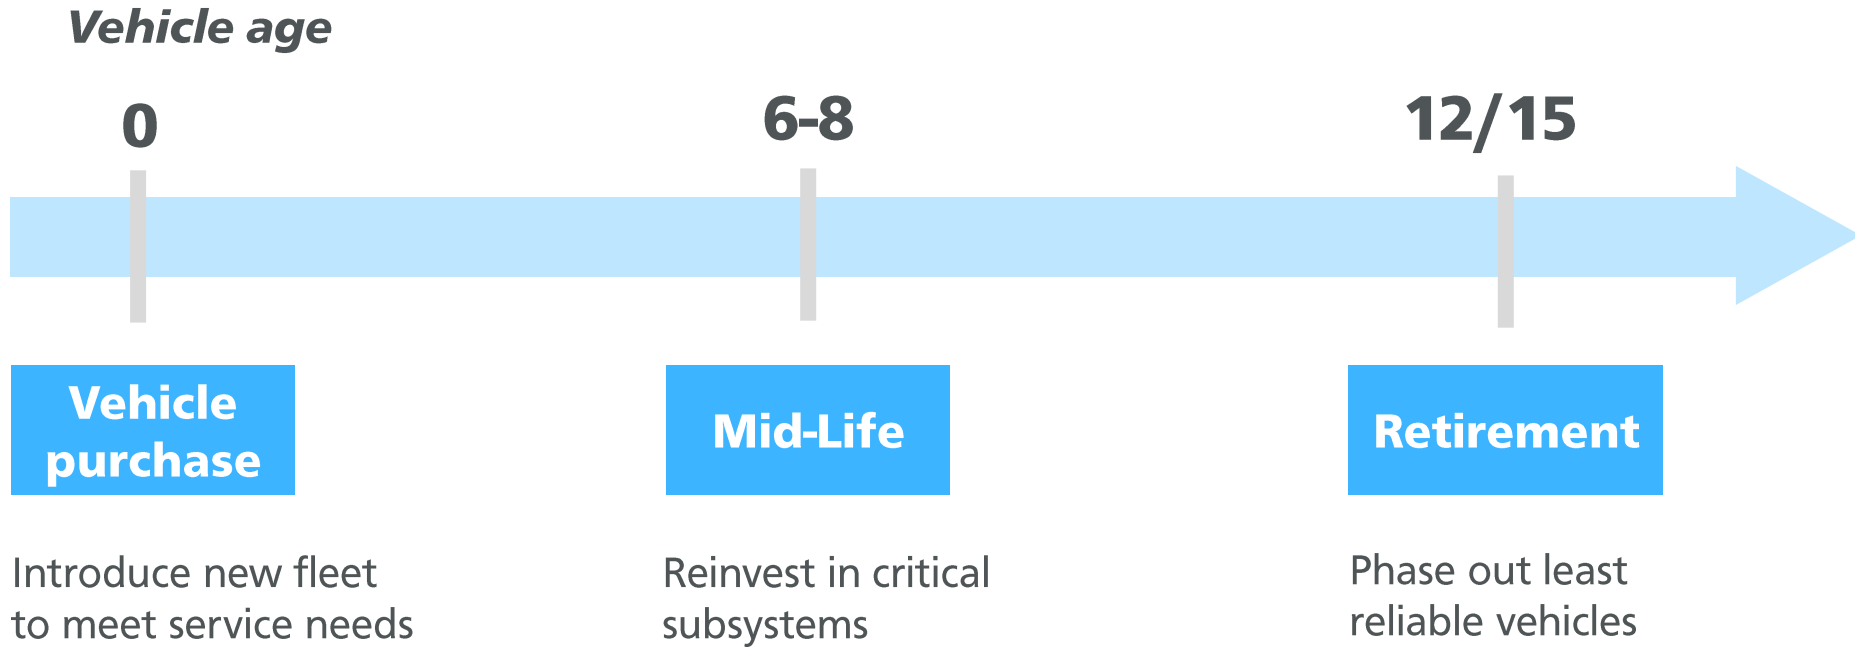 Vehicle age
0
6-8
12/15
Vehicle
purchase
Mid-Life
Retirement
Introduce new fleet
to meet service needs
Reinvest in critical
subsystems
Phase out least
reliable vehicles